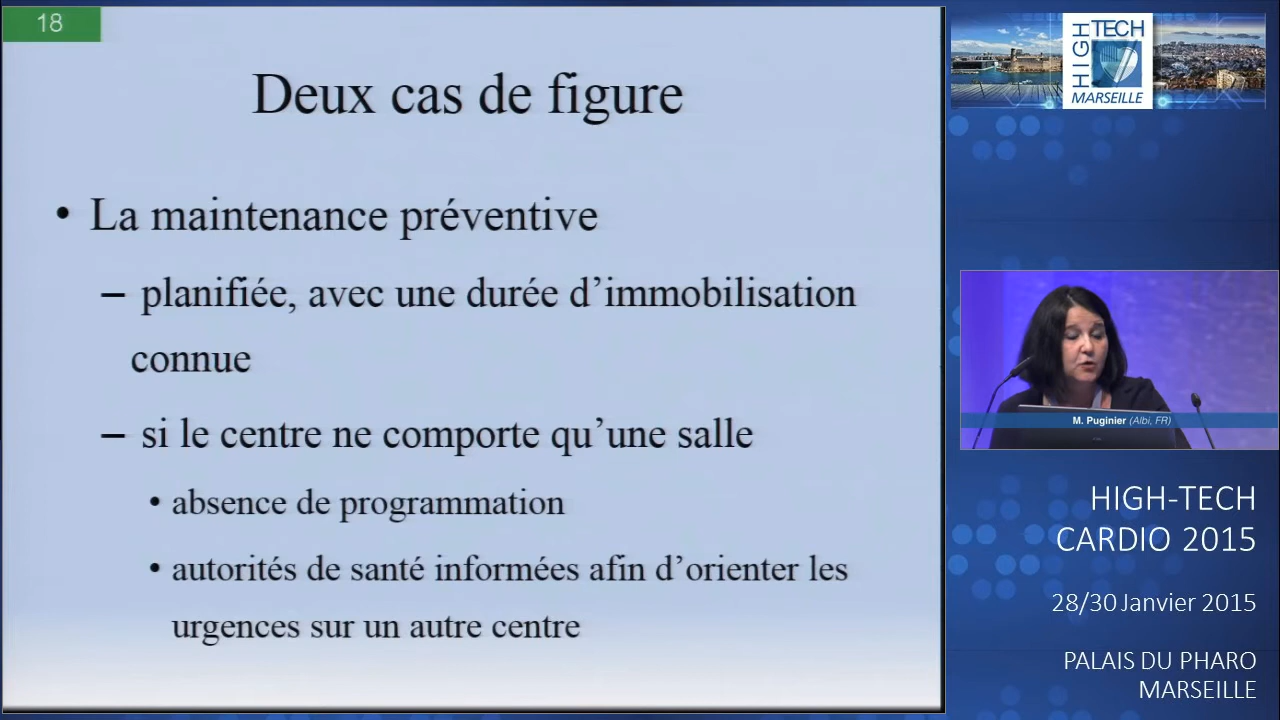 18
Deux cas de figure
• La maintenance préventive
– planifiée, avec une durée d’immobilisation
connue
– si le centre ne comporte qu’une salle
• absence de programmation
• autorités de santé informées afin d’orienter les
urgences sur un autre centre
HIGH
TECH
MARSEILLE
M. Puginier (Albi, FR)
HIGH-TECH
CARDIO 2015
28/30 Janvier 2015
PALAIS DU PHARO
MARSEILLE